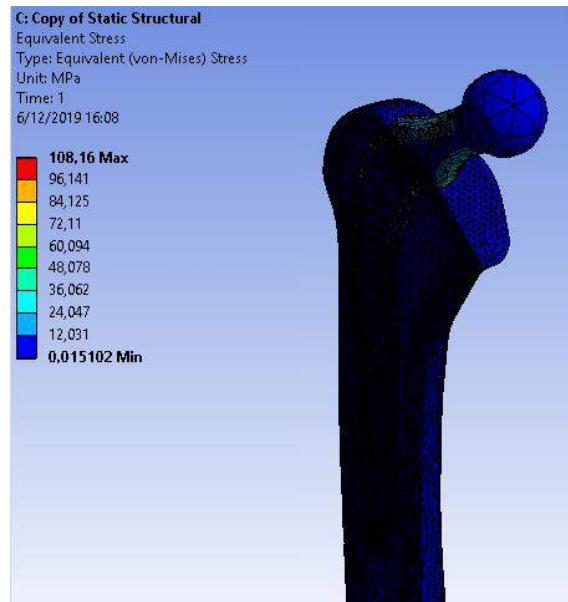 C: Copy of Static Structural
Equivalent Stress
Type: Equivalent (von-Mises) Stress
Unit: MPa
Time: 1
6/12/2019 16:08
108,16 Max
96,141
84,125
72,11
60,094
48,078
36,062
24,047
12,031
0,015102 Min